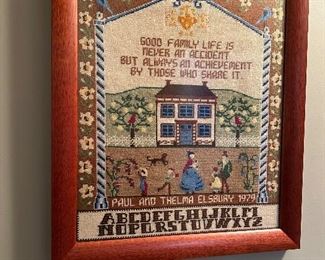 GOOD FAMILY LIFE IS
NEVER AN ACCIDENT
BUT ALWAYS AN ACHIEVEMENT
BY THOSE WHO SHARE IT.
PAUL AND THELMA ELSBURY 1979
ABCDEFGHIJKLM
NOPQRSTUVWXYZ